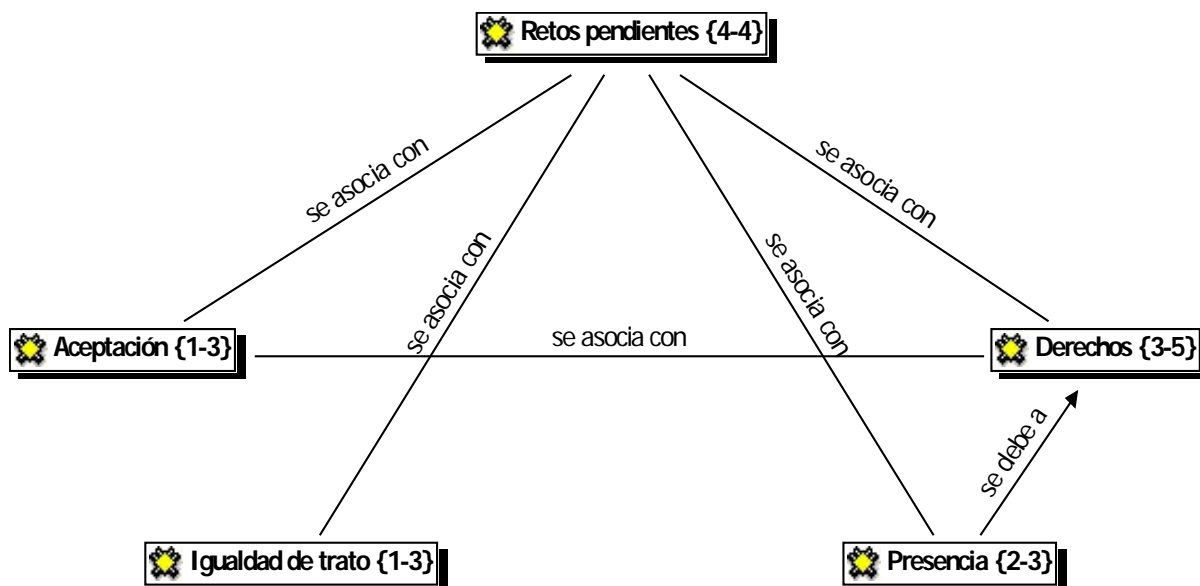 Retos pendientes {4-4}
se asocia con
se asocia con
se asocia con
se asocia con
Aceptación {1-3}
se asocia con
Derechos {3-5}
se debe a
Igualdad de trato {1-3}
Presencia {2-3}